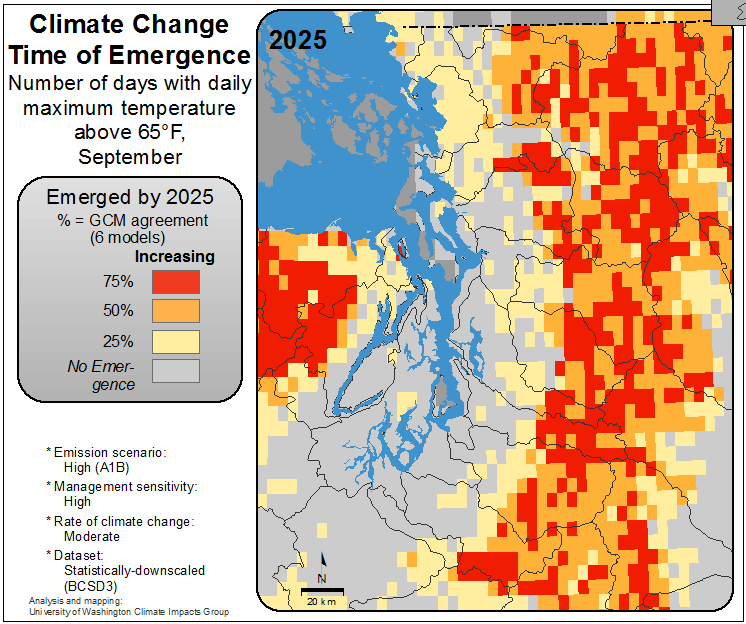 Climate Change
Time of Emergence
Number of days with daily
maximum temperature
above 65°F,
September
Emerged by 2025
% = GCM agreement
(6 models)
Increasing
75%
50%
25%
No Emer-
gence
* Emission scenario:
High (A1B)
* Management sensitivity:
High
* Rate of climate change:
Moderate
* Dataset:
Statistically-downscaled
(BCSD3)
Analysis and mapping:
University of Washington Climate Impacts Group
2025
N
20 km